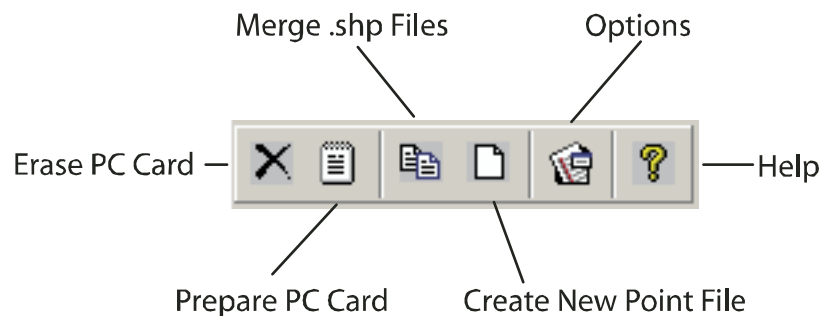 Merge .shp Files
Options
Erase PC Card
Help
Prepare PC Card
Create New Point File